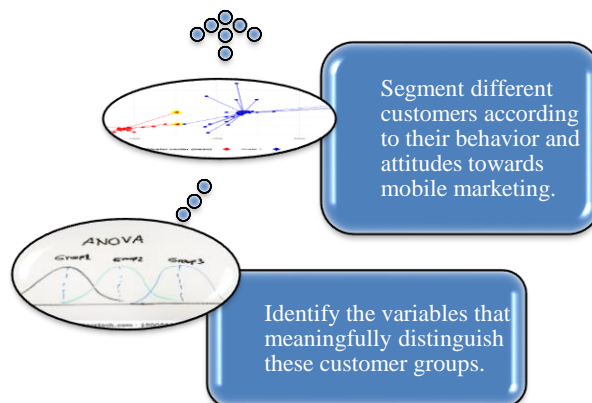 Segment different
customers according
to their behavior and
attitudes towards
mobile marketing.
ANOVA
Group1 Group2 Group3
Identify the variables that
meaningfully distinguish
these customer groups.